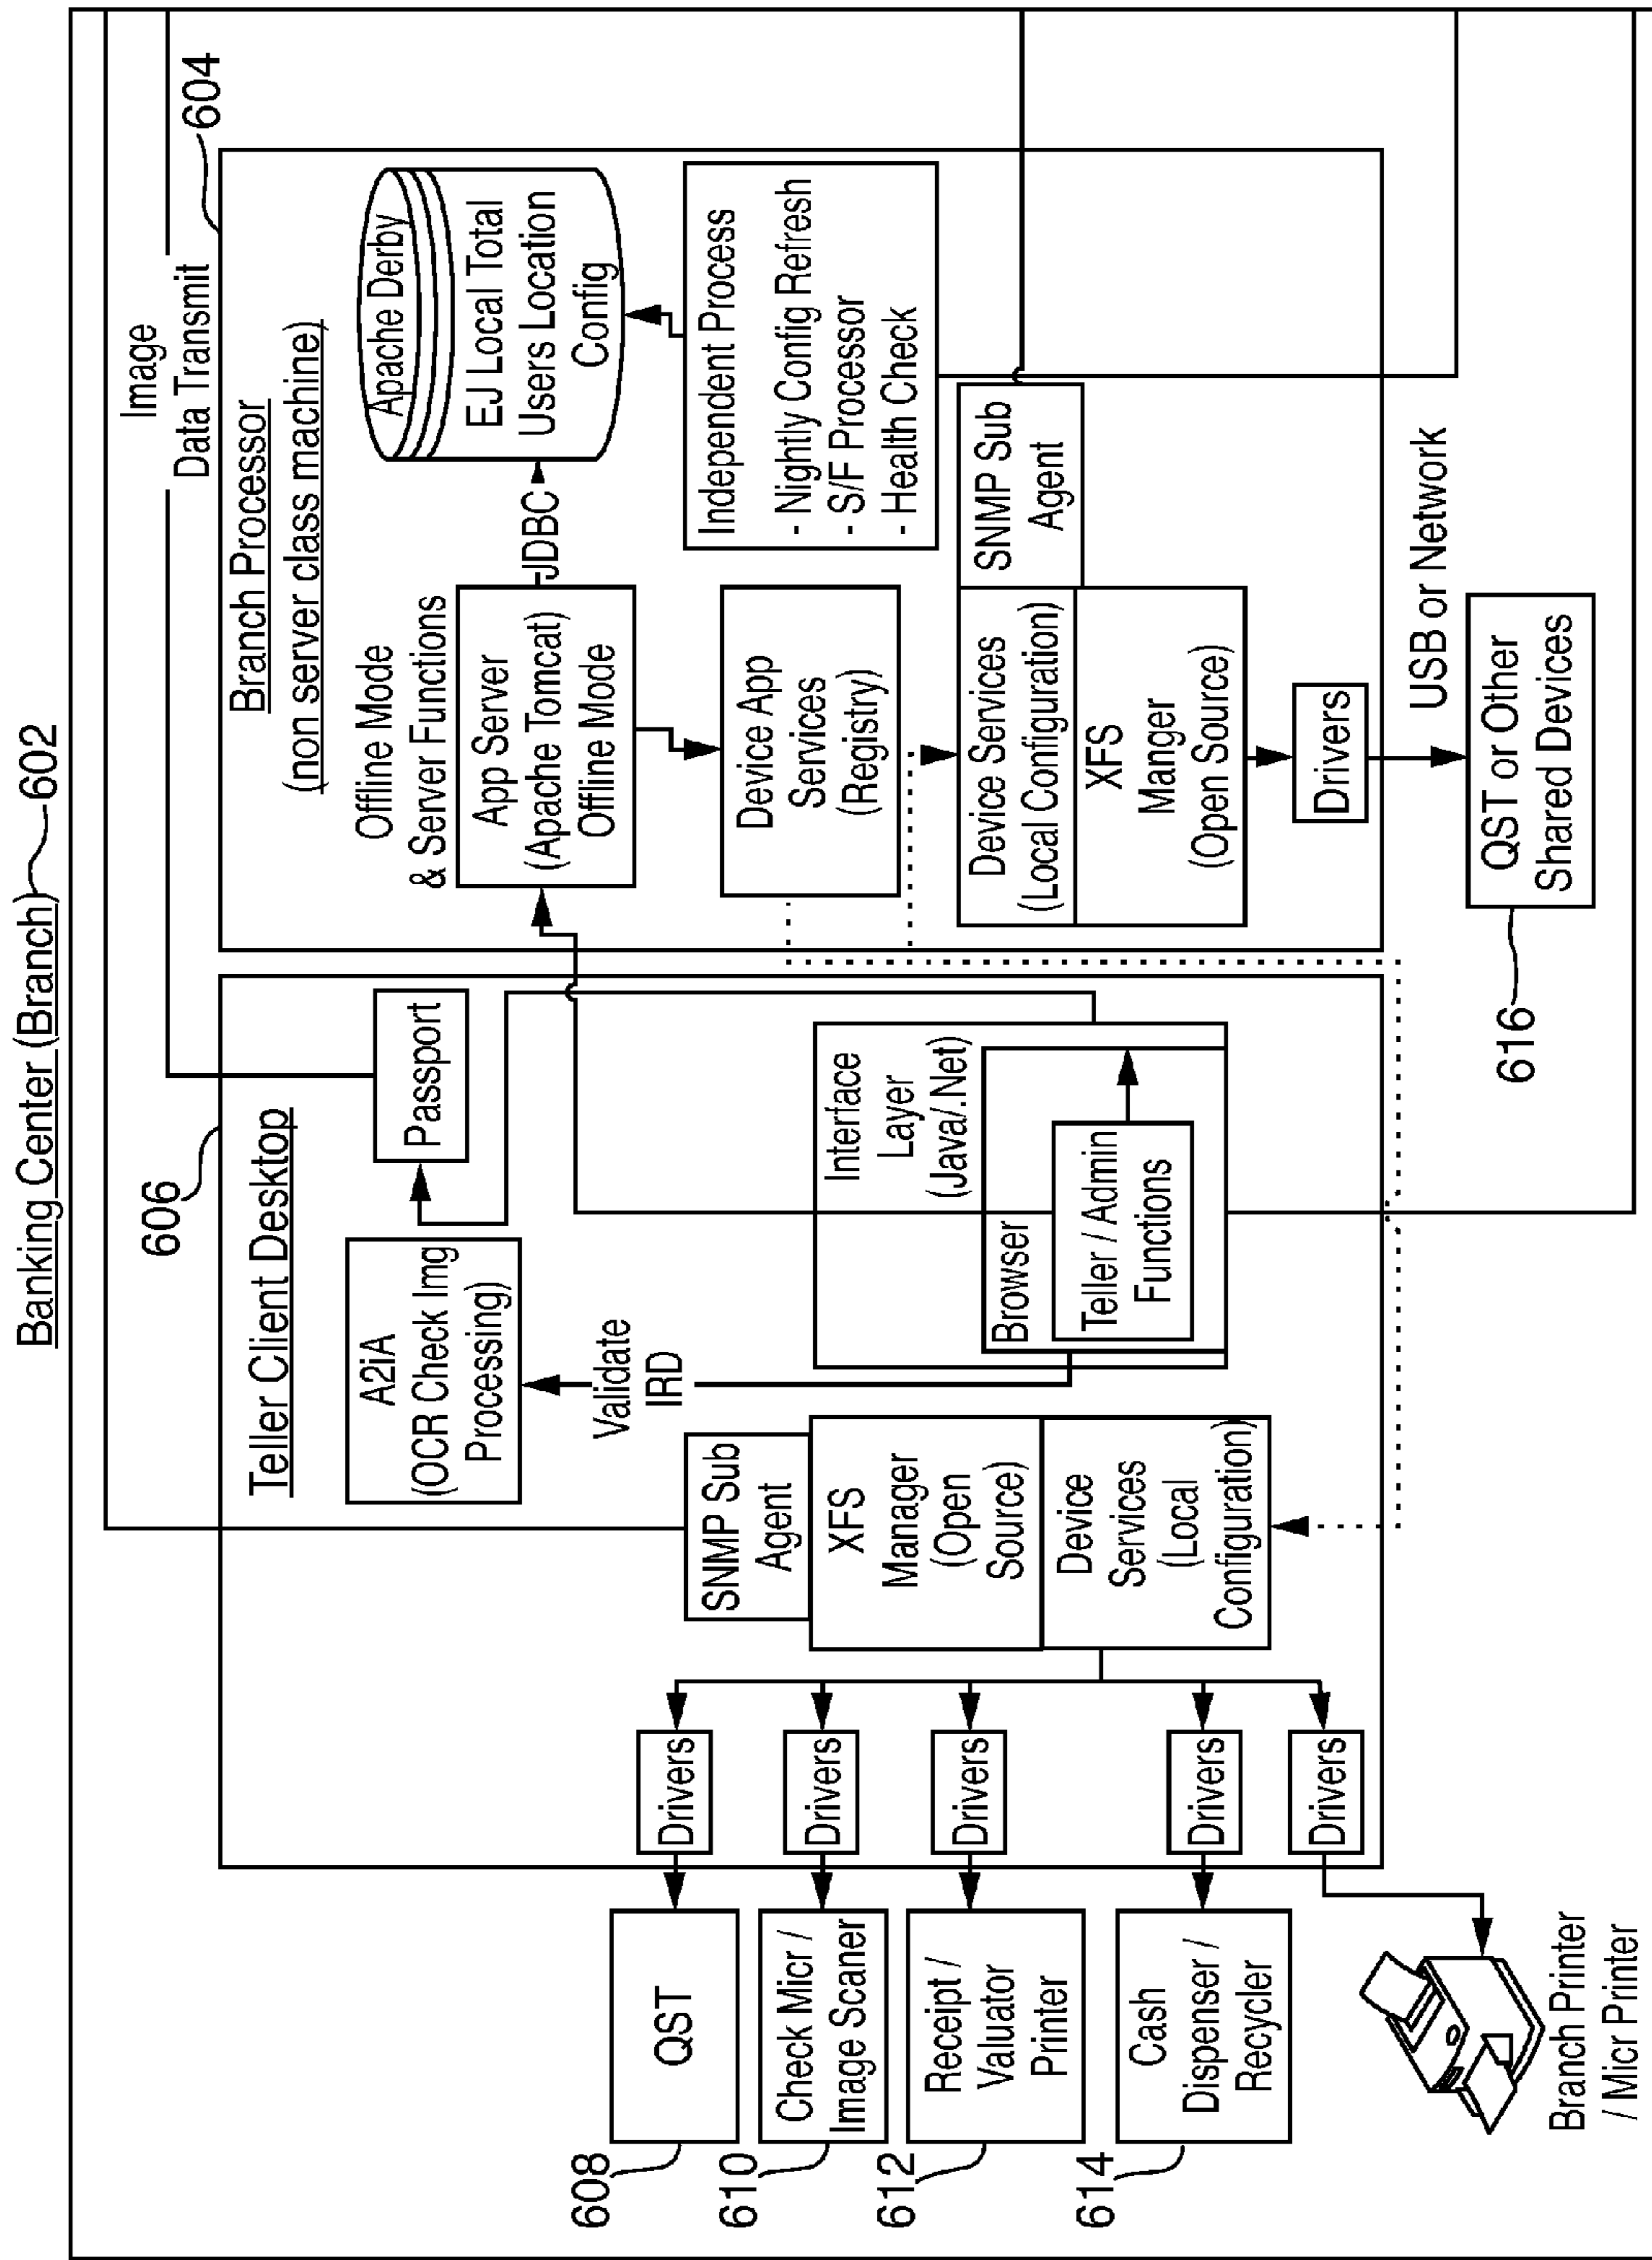 Banking Center (Branch)
602
606
Teller Client Desktop
Image
Data Transmit
604
Branch Processor
(non server class machine)
A2iA
(OCR Check Img
Processing)
Passport
Validate
IRD
Offline Mode
& Server Functions
App Server
(Apache Tomcat)
Offline Mode
JDBC
Apache Derby
EJ Local Total
Users Location
Config
Independent Process
- Nightly Config Refresh
- S/F Processor
- Health Check
Device App
Services
(Registry)
SNMP Sub
Agent
Device Services
(Local Configuration)
XFS
Manger
(Open Source)
Drivers
USB or Network
QST or Other
Shared Devices
616
Interface
Layer
(Java/.Net)
Browser
Teller / Admin
Functions
SNMP Sub
Agent
XFS
Manager
(Open
Source)
Device
Services
(Local
Configuration)
Drivers
Drivers
Drivers
Drivers
Drivers
QST
608
Check Micr /
Image Scaner
610
Receipt /
Valuator
Printer
612
Cash
Dispenser /
Recycler
614
Branch Printer
/ Micr Printer